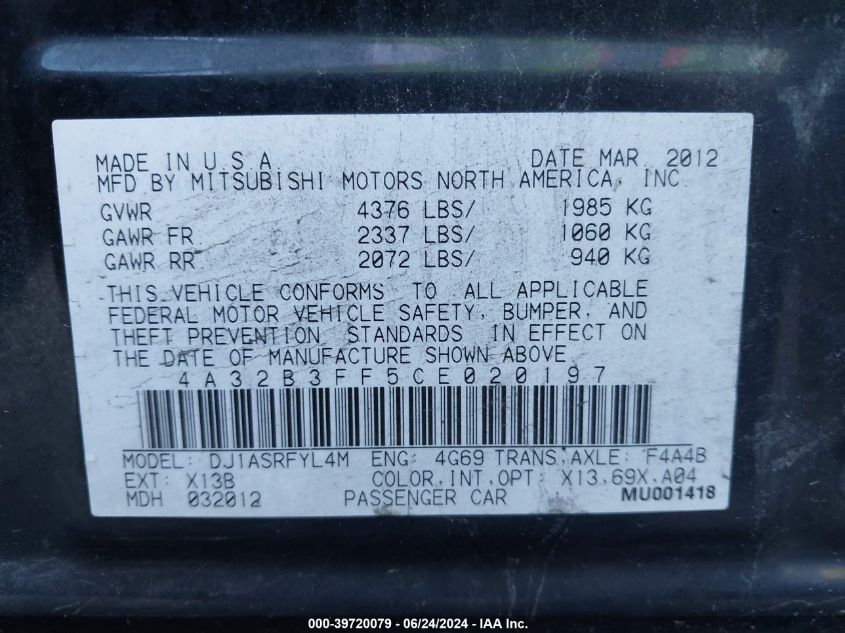 MADE IN U S A DATE MAR 2012
MFD BY MITSUBISHI MOTORS NORTH AMERICA, INC
GVWR 4376 LBS/ 1985 KG
GAWR FR 2337 LBS/ 1060 KG
GAWR RR 2072 LBS/ 940 KG
THIS VEHICLE CONFORMS TO ALL APPLICABLE
FEDERAL MOTOR VEHICLE SAFETY, BUMPER, AND
THEFT PREVENTION STANDARDS IN EFFECT ON
THE DATE OF MANUFACTURE SHOWN ABOVE
4A32B3FF5CE020197
MODEL: DJ1ASRFYL4M ENG: 4G69 TRANS.AXLE: F4A4B
EXT: X13B COLOR.INT.OPT: X13.69X.A04
MDH 032012 PASSENGER CAR MU001418
000-39720079 - 06/24/2024 - IAA Inc.